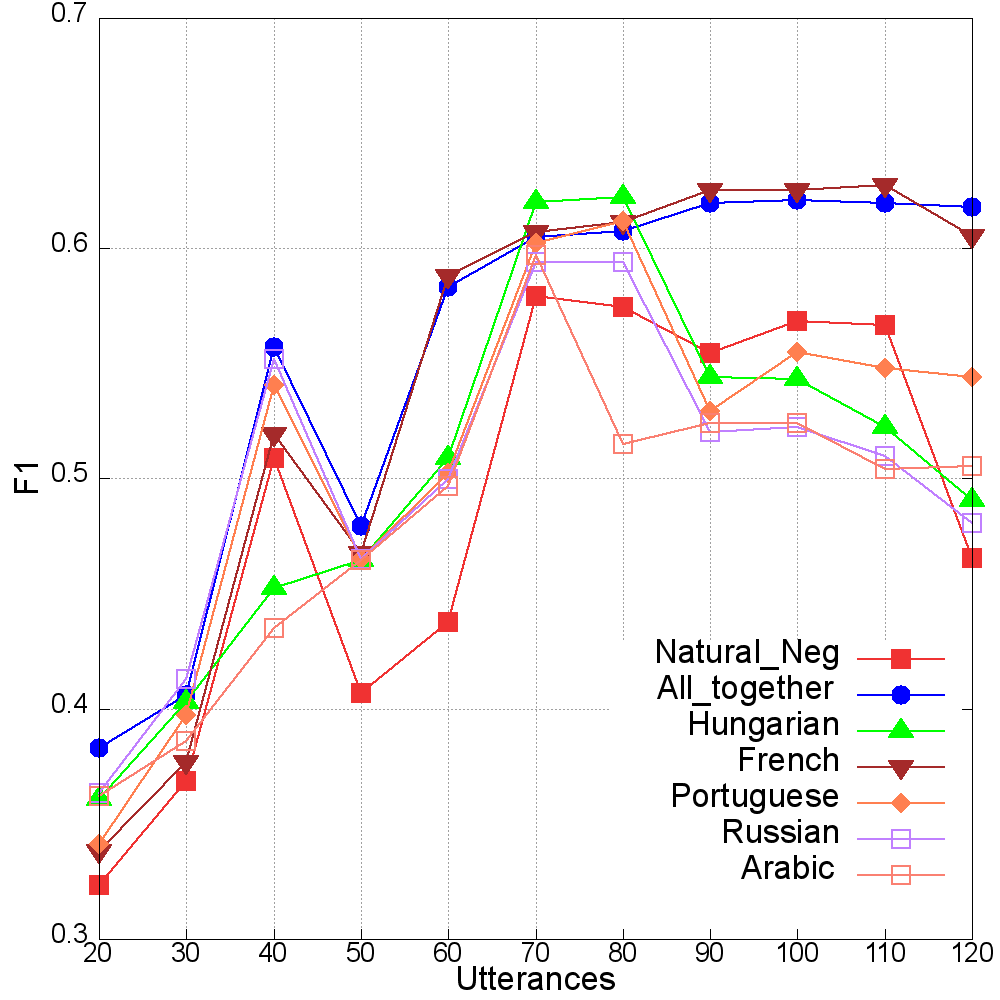 0.7
0.6
0.5
0.4
0.3
F1
Natural_Neg
All_together
Hungarian
French
Portuguese
Russian
Arabic
20 30 40 50 60 70 80 90 100 110 120
Utterances